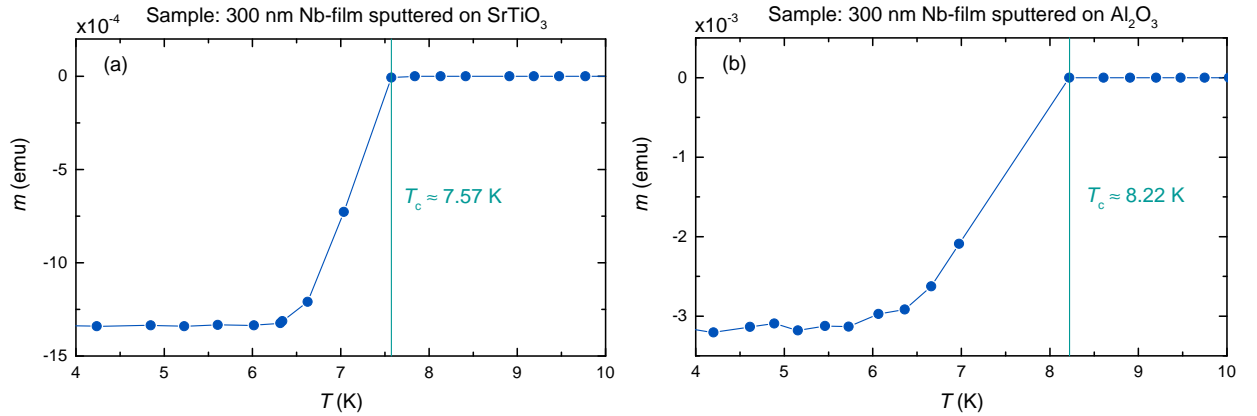 Sample: 300 nm Nb-film sputtered on SrTiO₃
x10⁻⁴
(a)
0
-5
-10
-15
m (emu)
T_c ≈ 7.57 K
4 5 6 7 8 9 10
T (K)
Sample: 300 nm Nb-film sputtered on Al₂O₃
x10⁻³
(b)
0
-1
-2
-3
m (emu)
T_c ≈ 8.22 K
4 5 6 7 8 9 10
T (K)